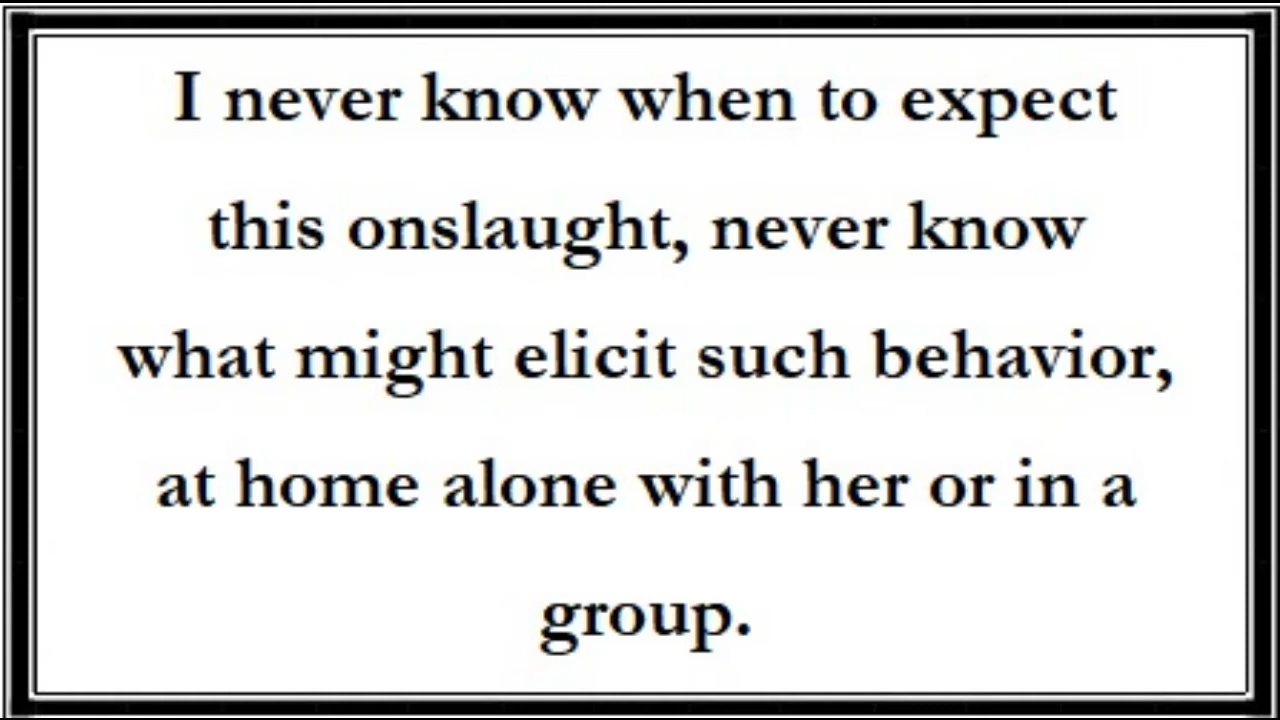 I never know when to expect
this onslaught, never know
what might elicit such behavior,
at home alone with her or in a
group.